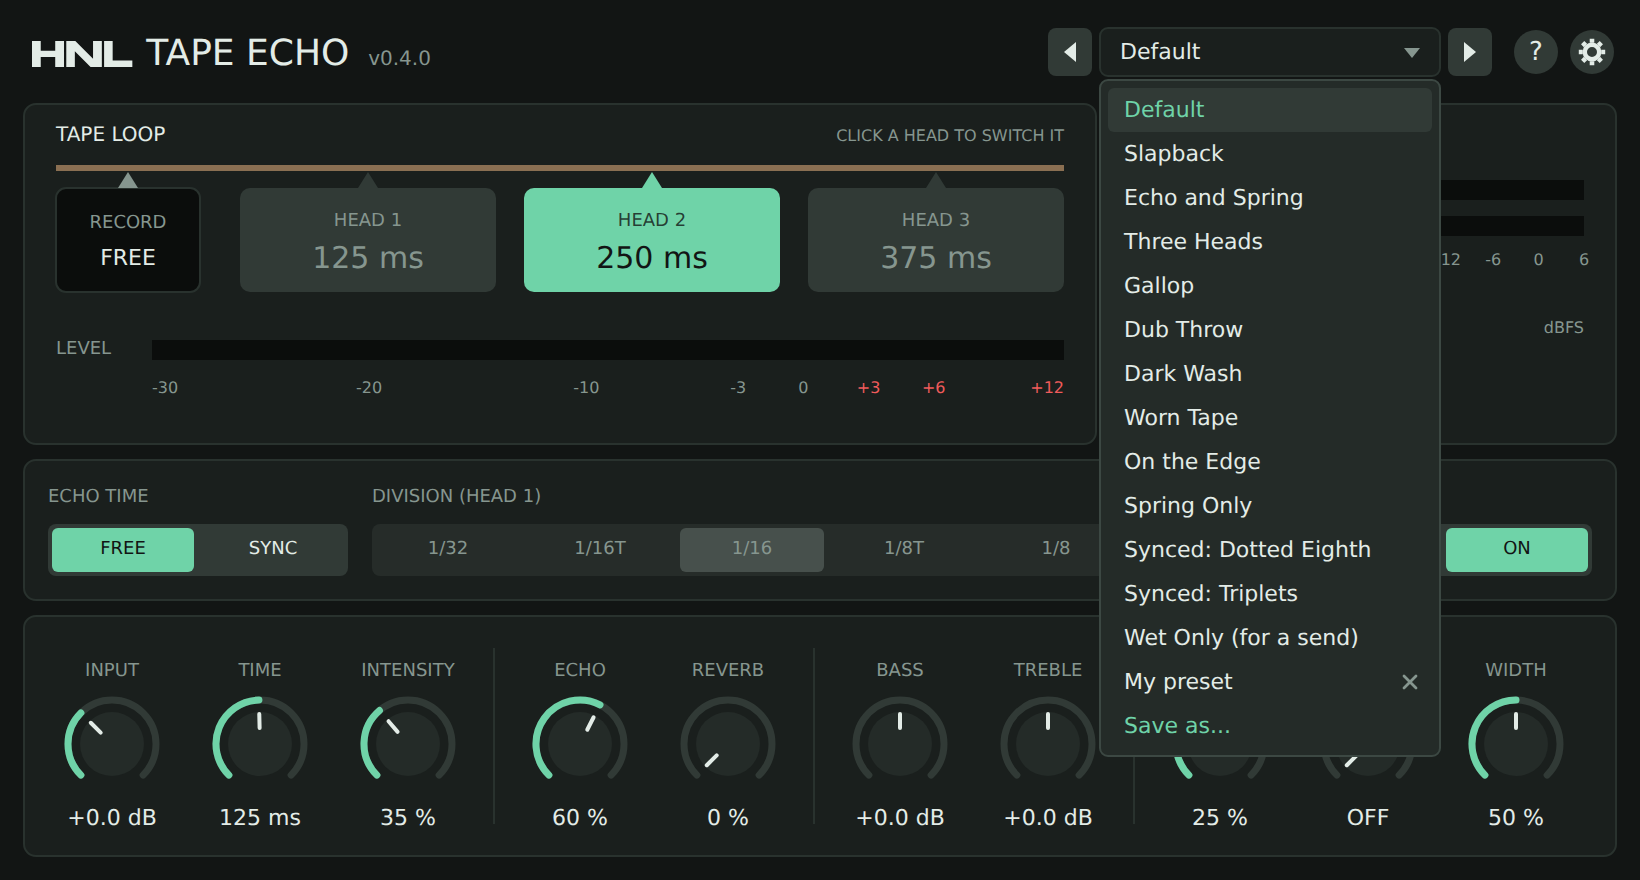 HNL TAPE ECHO v0.4.0
Default
?
TAPE LOOP
CLICK A HEAD TO SWITCH IT
RECORD
FREE
HEAD 1
125 ms
HEAD 2
250 ms
HEAD 3
375 ms
LEVEL
-30 -20 -10 -3 0 +3 +6 +12
Default
Slapback
Echo and Spring
Three Heads
Gallop
Dub Throw
Dark Wash
Worn Tape
On the Edge
Spring Only
Synced: Dotted Eighth
Synced: Triplets
Wet Only (for a send)
My preset
Save as...
12 -6 0 6
dBFS
ECHO TIME
FREE SYNC
DIVISION (HEAD 1)
1/32 1/16T 1/16 1/8T 1/8
ON
INPUT
+0.0 dB
TIME
125 ms
INTENSITY
35 %
ECHO
60 %
REVERB
0 %
BASS
+0.0 dB
TREBLE
+0.0 dB
25 %
OFF
WIDTH
50 %